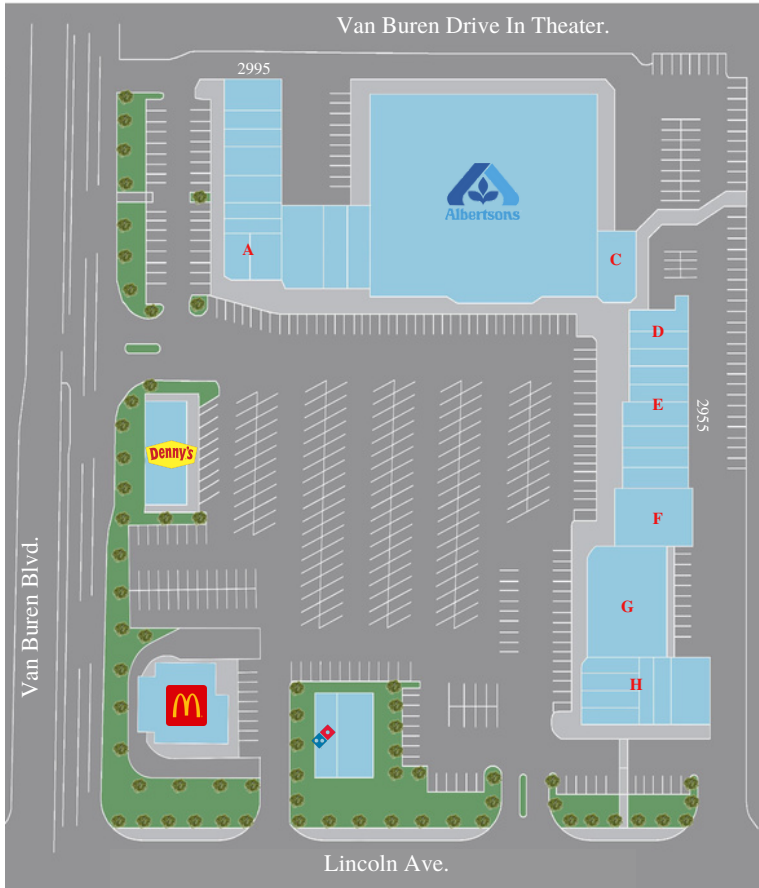 Van Buren Drive In Theater.
2995
Albertsons
A
C
D
E
2955
Denny's
F
Van Buren Blvd.
G
H
Lincoln Ave.